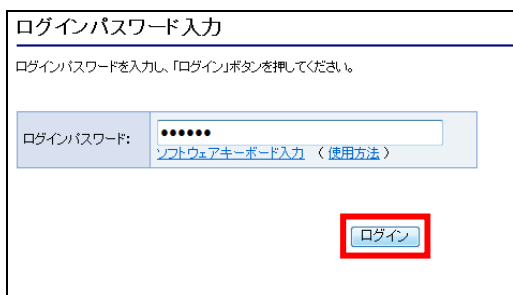 ログインパスワード入力
ログインパスワードを入力し、「ログイン」ボタンを押してください。
ログインパスワード: ●●●●●●
ソフトウェアキーボード入力 （使用方法）
ログイン